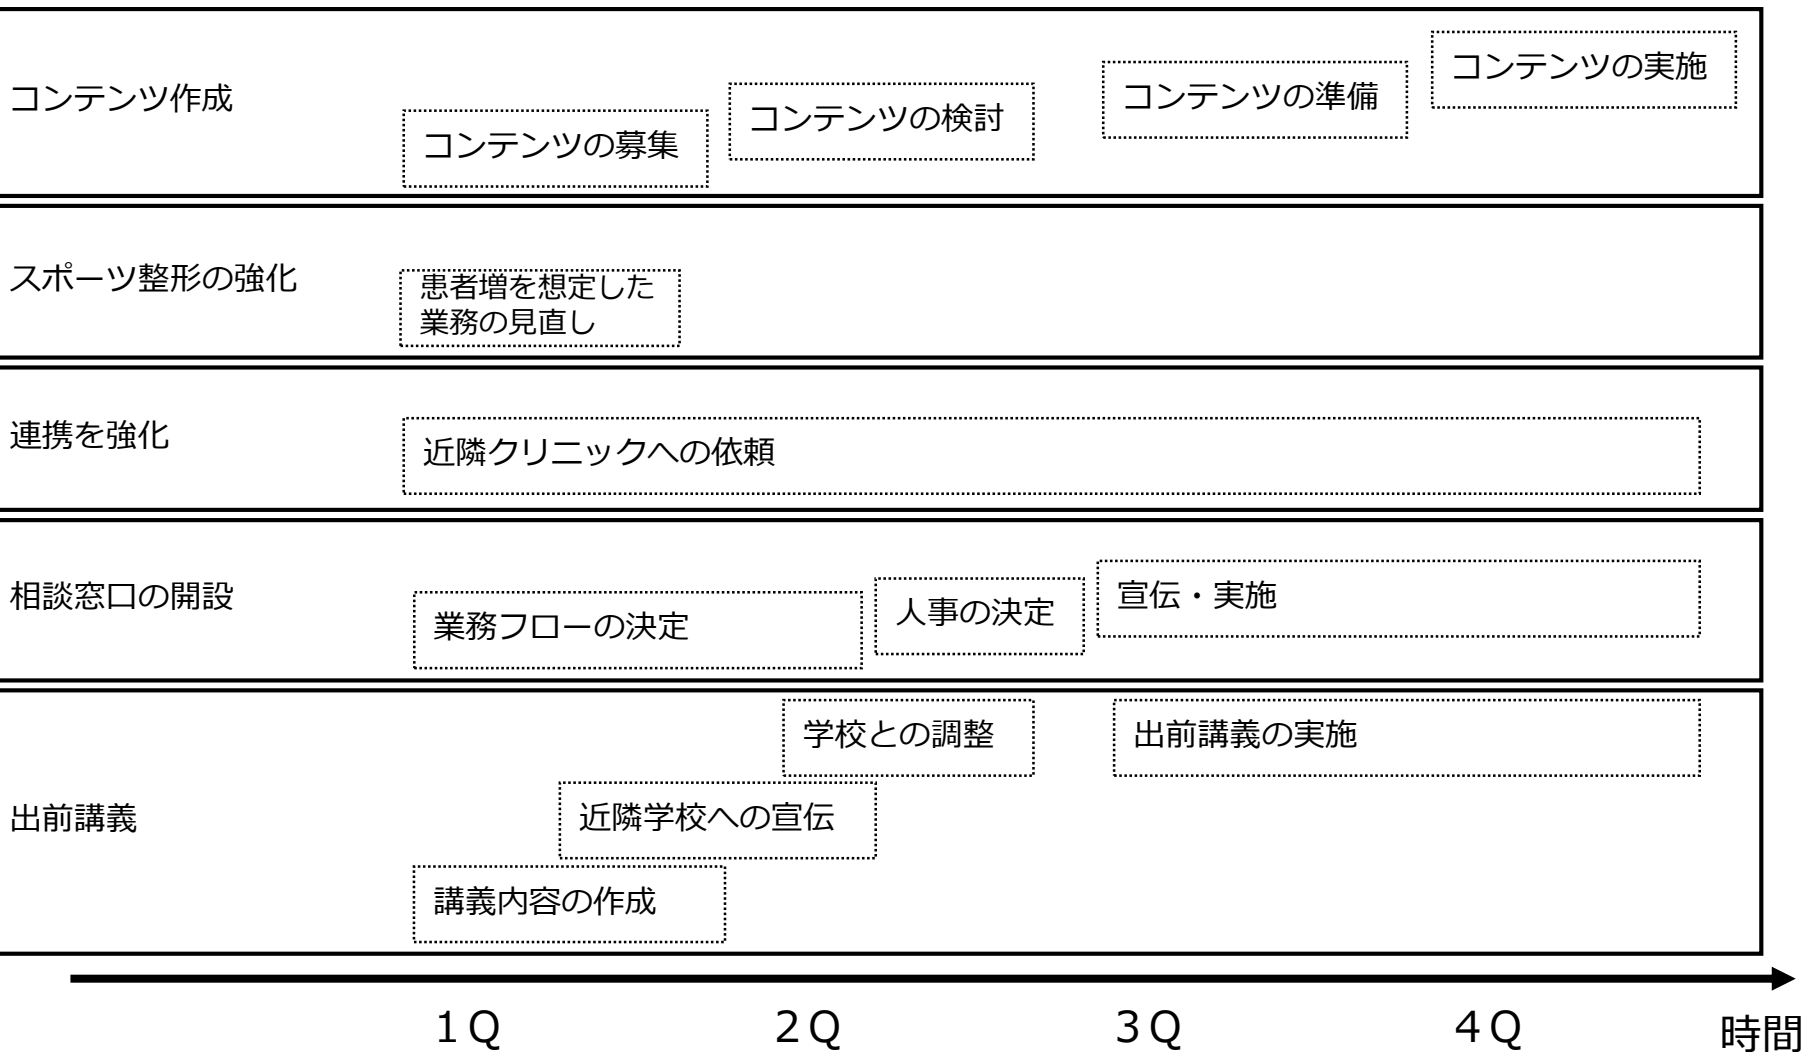 コンテンツ作成
コンテンツの募集
コンテンツの検討
コンテンツの準備
コンテンツの実施
スポーツ整形の強化
患者増を想定した
業務の見直し
連携を強化
近隣クリニックへの依頼
相談窓口の開設
業務フローの決定
人事の決定
宣伝・実施
出前講義
講義内容の作成
近隣学校への宣伝
学校との調整
出前講義の実施
１Q
２Q
３Q
４Q
時間